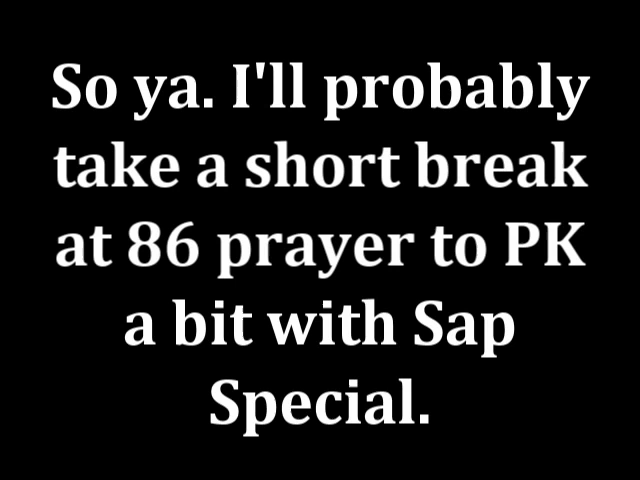 So ya. I'll probably
take a short break
at 86 prayer to PK
a bit with Sap
Special.